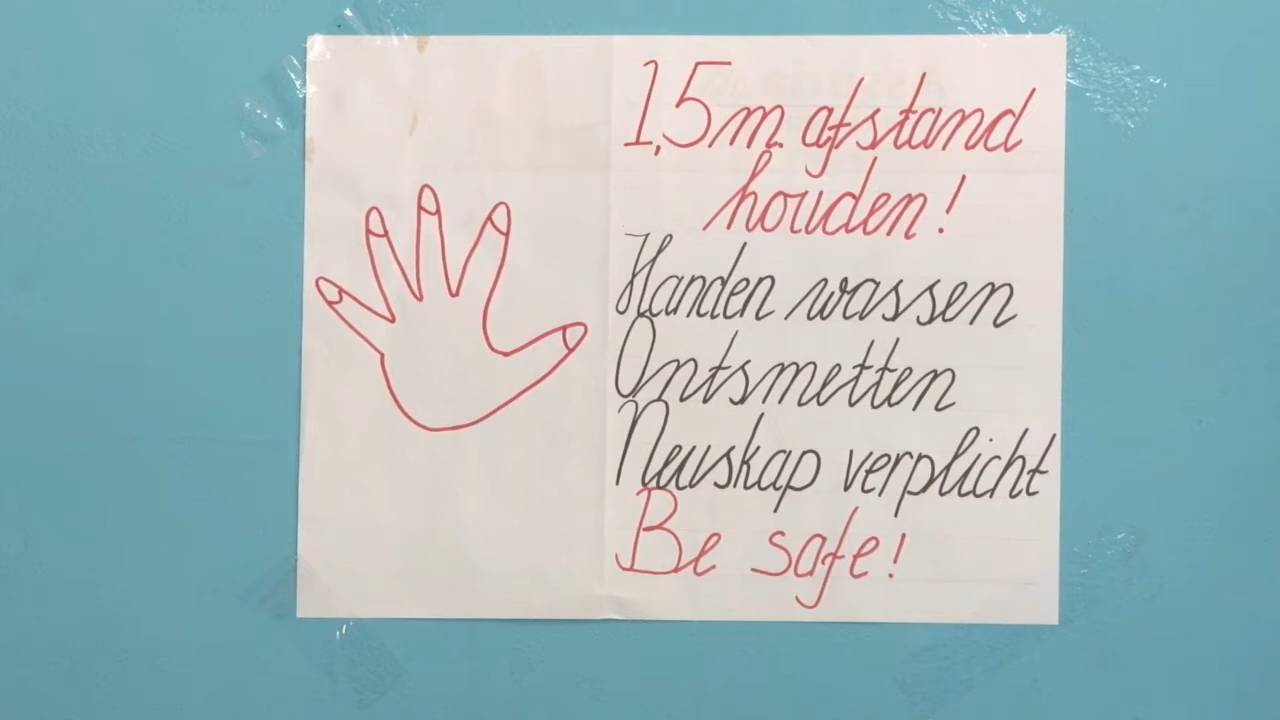 1,5m afstand
houden!
Handen wassen
Ontsmetten
Neuskap verplicht
Be safe!